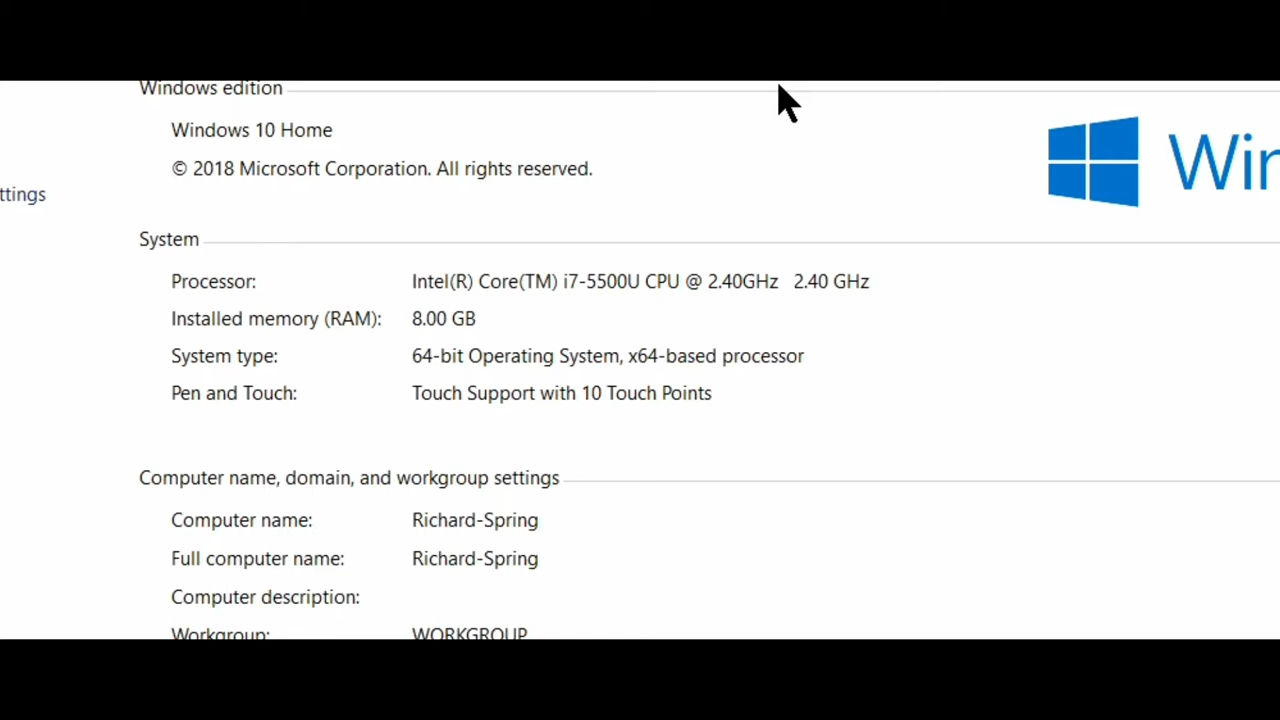 Windows edition
Windows 10 Home
© 2018 Microsoft Corporation. All rights reserved.
Win
ttings
System
Processor: Intel(R) Core(TM) i7-5500U CPU @ 2.40GHz 2.40 GHz
Installed memory (RAM): 8.00 GB
System type: 64-bit Operating System, x64-based processor
Pen and Touch: Touch Support with 10 Touch Points
Computer name, domain, and workgroup settings
Computer name: Richard-Spring
Full computer name: Richard-Spring
Computer description:
Workgroup: WORKGROUP